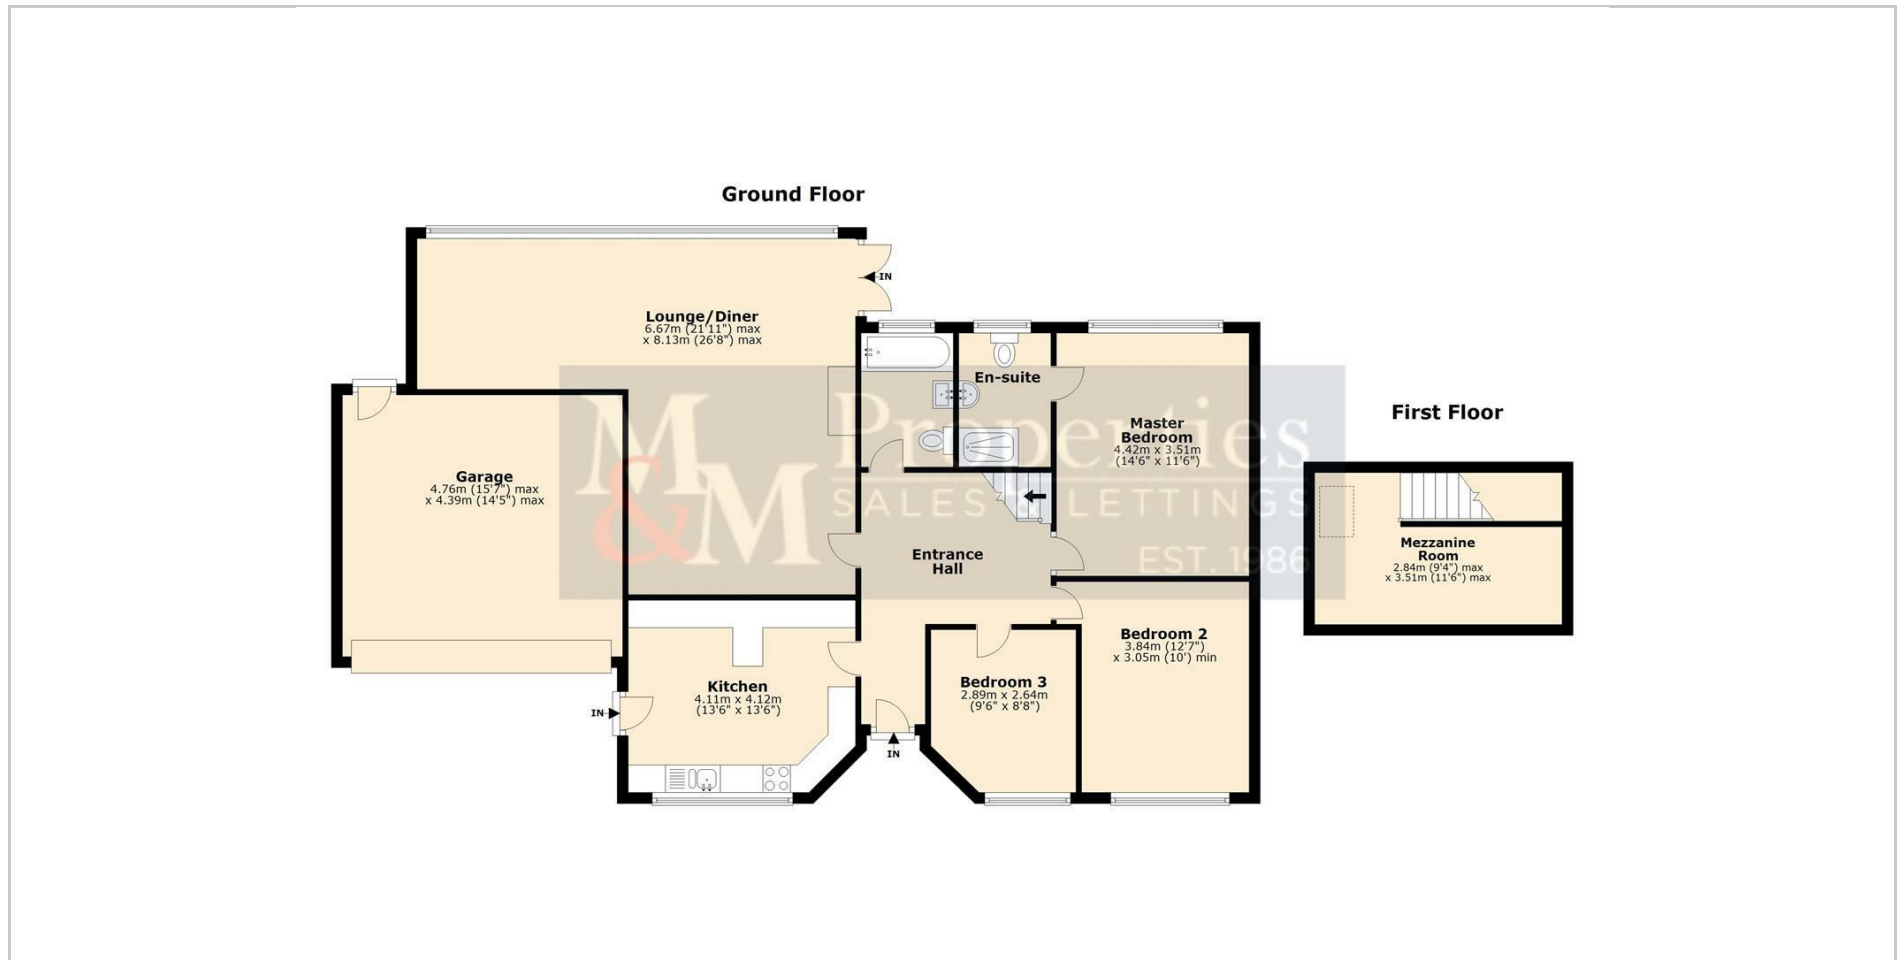 Ground Floor
IN
Lounge/Diner
6.67m (21'11") max
x 8.13m (26'8") max
En-suite
Master
Bedroom
4.42m x 3.51m
(14'6" x 11'6")
Garage
4.76m (15'7") max
x 4.39m (14'5") max
Entrance
Hall
Kitchen
4.11m x 4.12m
(13'6" x 13'6")
IN
Bedroom 3
2.89m x 2.64m
(9'6" x 8'8")
Bedroom 2
3.84m (12'7")
x 3.05m (10') min
IN
First Floor
Mezzanine
Room
2.84m (9'4") max
x 3.51m (11'6") max
M&M Properties
SALES & LETTINGS
EST. 1986